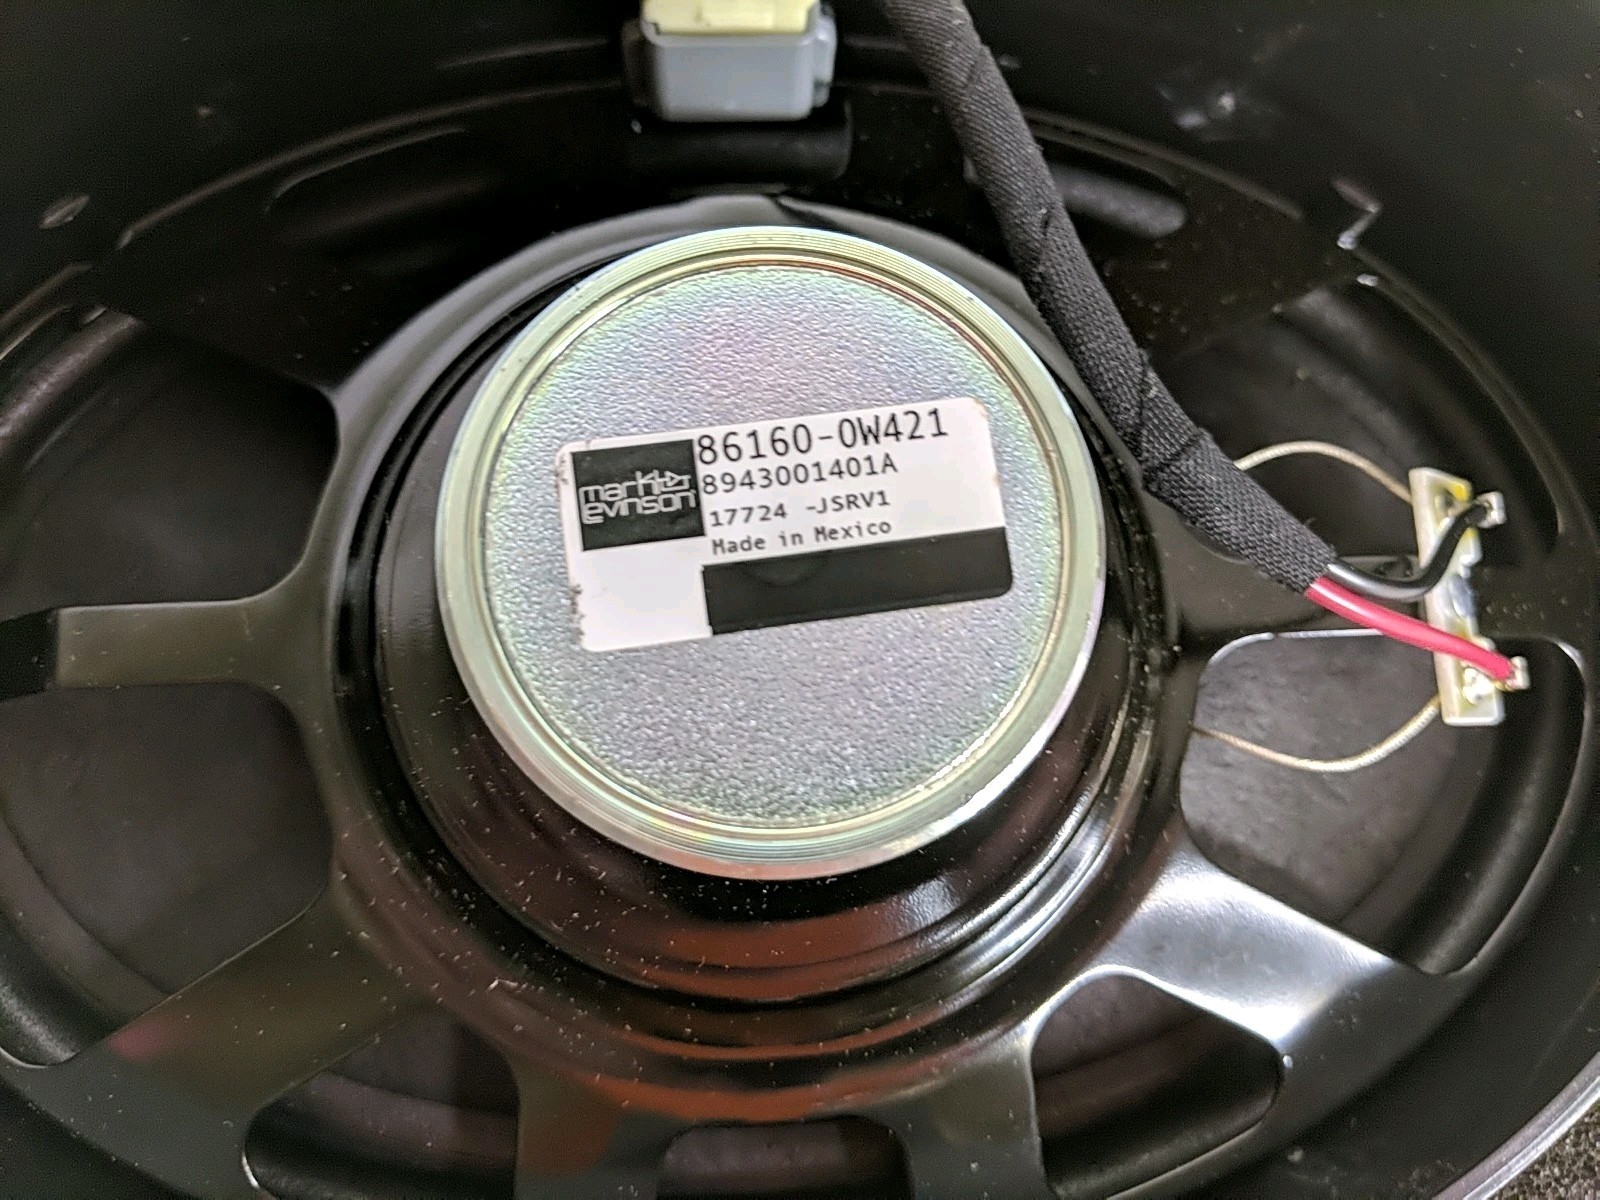 mark
levinson
86160-0W421
8943001401A
17724 -JSRV1
Made in Mexico